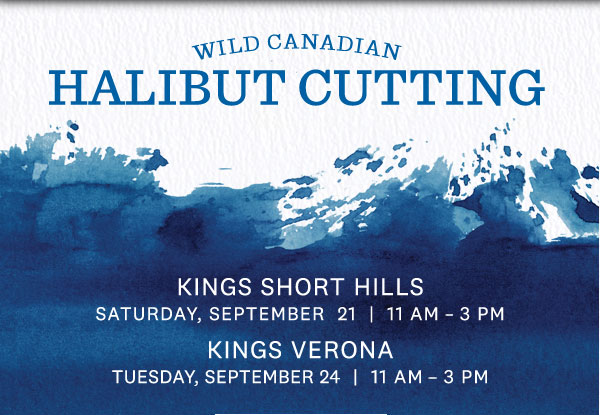 WILD CANADIAN
HALIBUT CUTTING
KINGS SHORT HILLS
SATURDAY, SEPTEMBER 21 | 11 AM – 3 PM
KINGS VERONA
TUESDAY, SEPTEMBER 24 | 11 AM – 3 PM